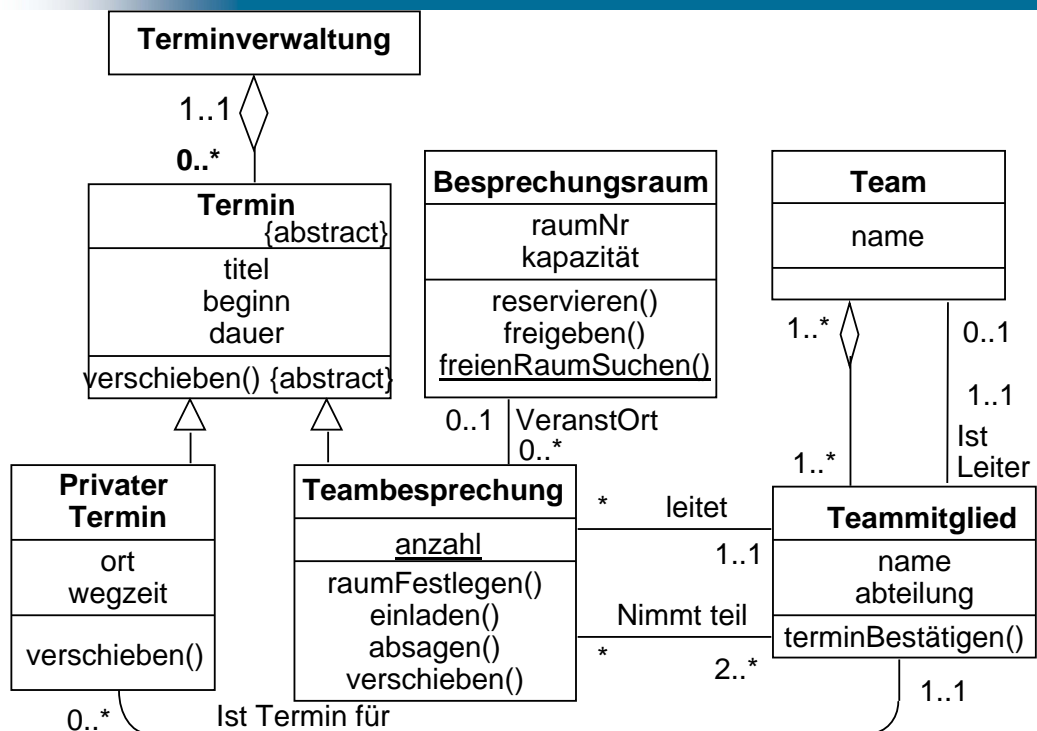 Terminverwaltung
1..1
0..*
Termin
{abstract}
titel
beginn
dauer
verschieben() {abstract}
Besprechungsraum
raumNr
kapazität
reservieren()
freigeben()
freienRaumSuchen()
Team
name
1..*
0..1
1..1
Ist
Leiter
1..*
0..1
VeranstOrt
0..*
Privater
Termin
ort
wegzeit
verschieben()
Teambesprechung
anzahl
raumFestlegen()
einladen()
absagen()
verschieben()
* leitet
1..1
Nimmt teil
*
2..*
Teammitglied
name
abteilung
terminBestätigen()
1..1
0..*
Ist Termin für